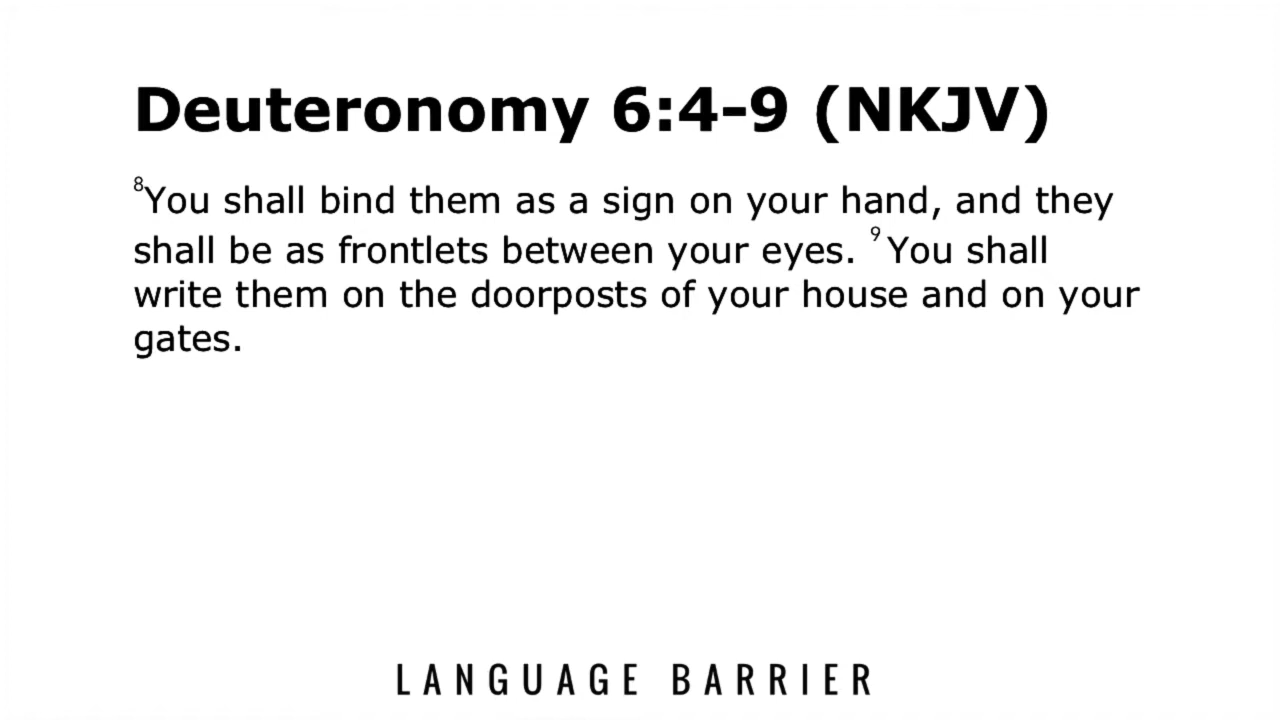 Deuteronomy 6:4-9 (NKJV)
⁸You shall bind them as a sign on your hand, and they
shall be as frontlets between your eyes. ⁹ You shall
write them on the doorposts of your house and on your
gates.
LANGUAGE BARRIER